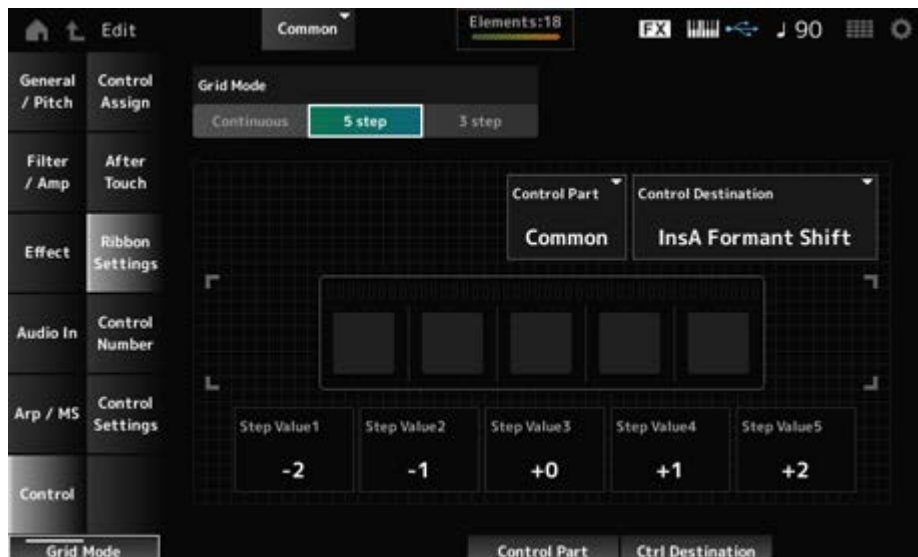 Edit
Common
Elements:18
FX
90
General
/ Pitch
Control
Assign
Grid Mode
Continuous
5 step
3 step
Filter
/ Amp
After
Touch
Control Part
Common
Control Destination
InsA Formant Shift
Effect
Ribbon
Settings
Audio In
Control
Number
Arp / MS
Control
Settings
Step Value1
Step Value2
Step Value3
Step Value4
Step Value5
-2
-1
+0
+1
+2
Control
Grid Mode
Control Part
Ctrl Destination